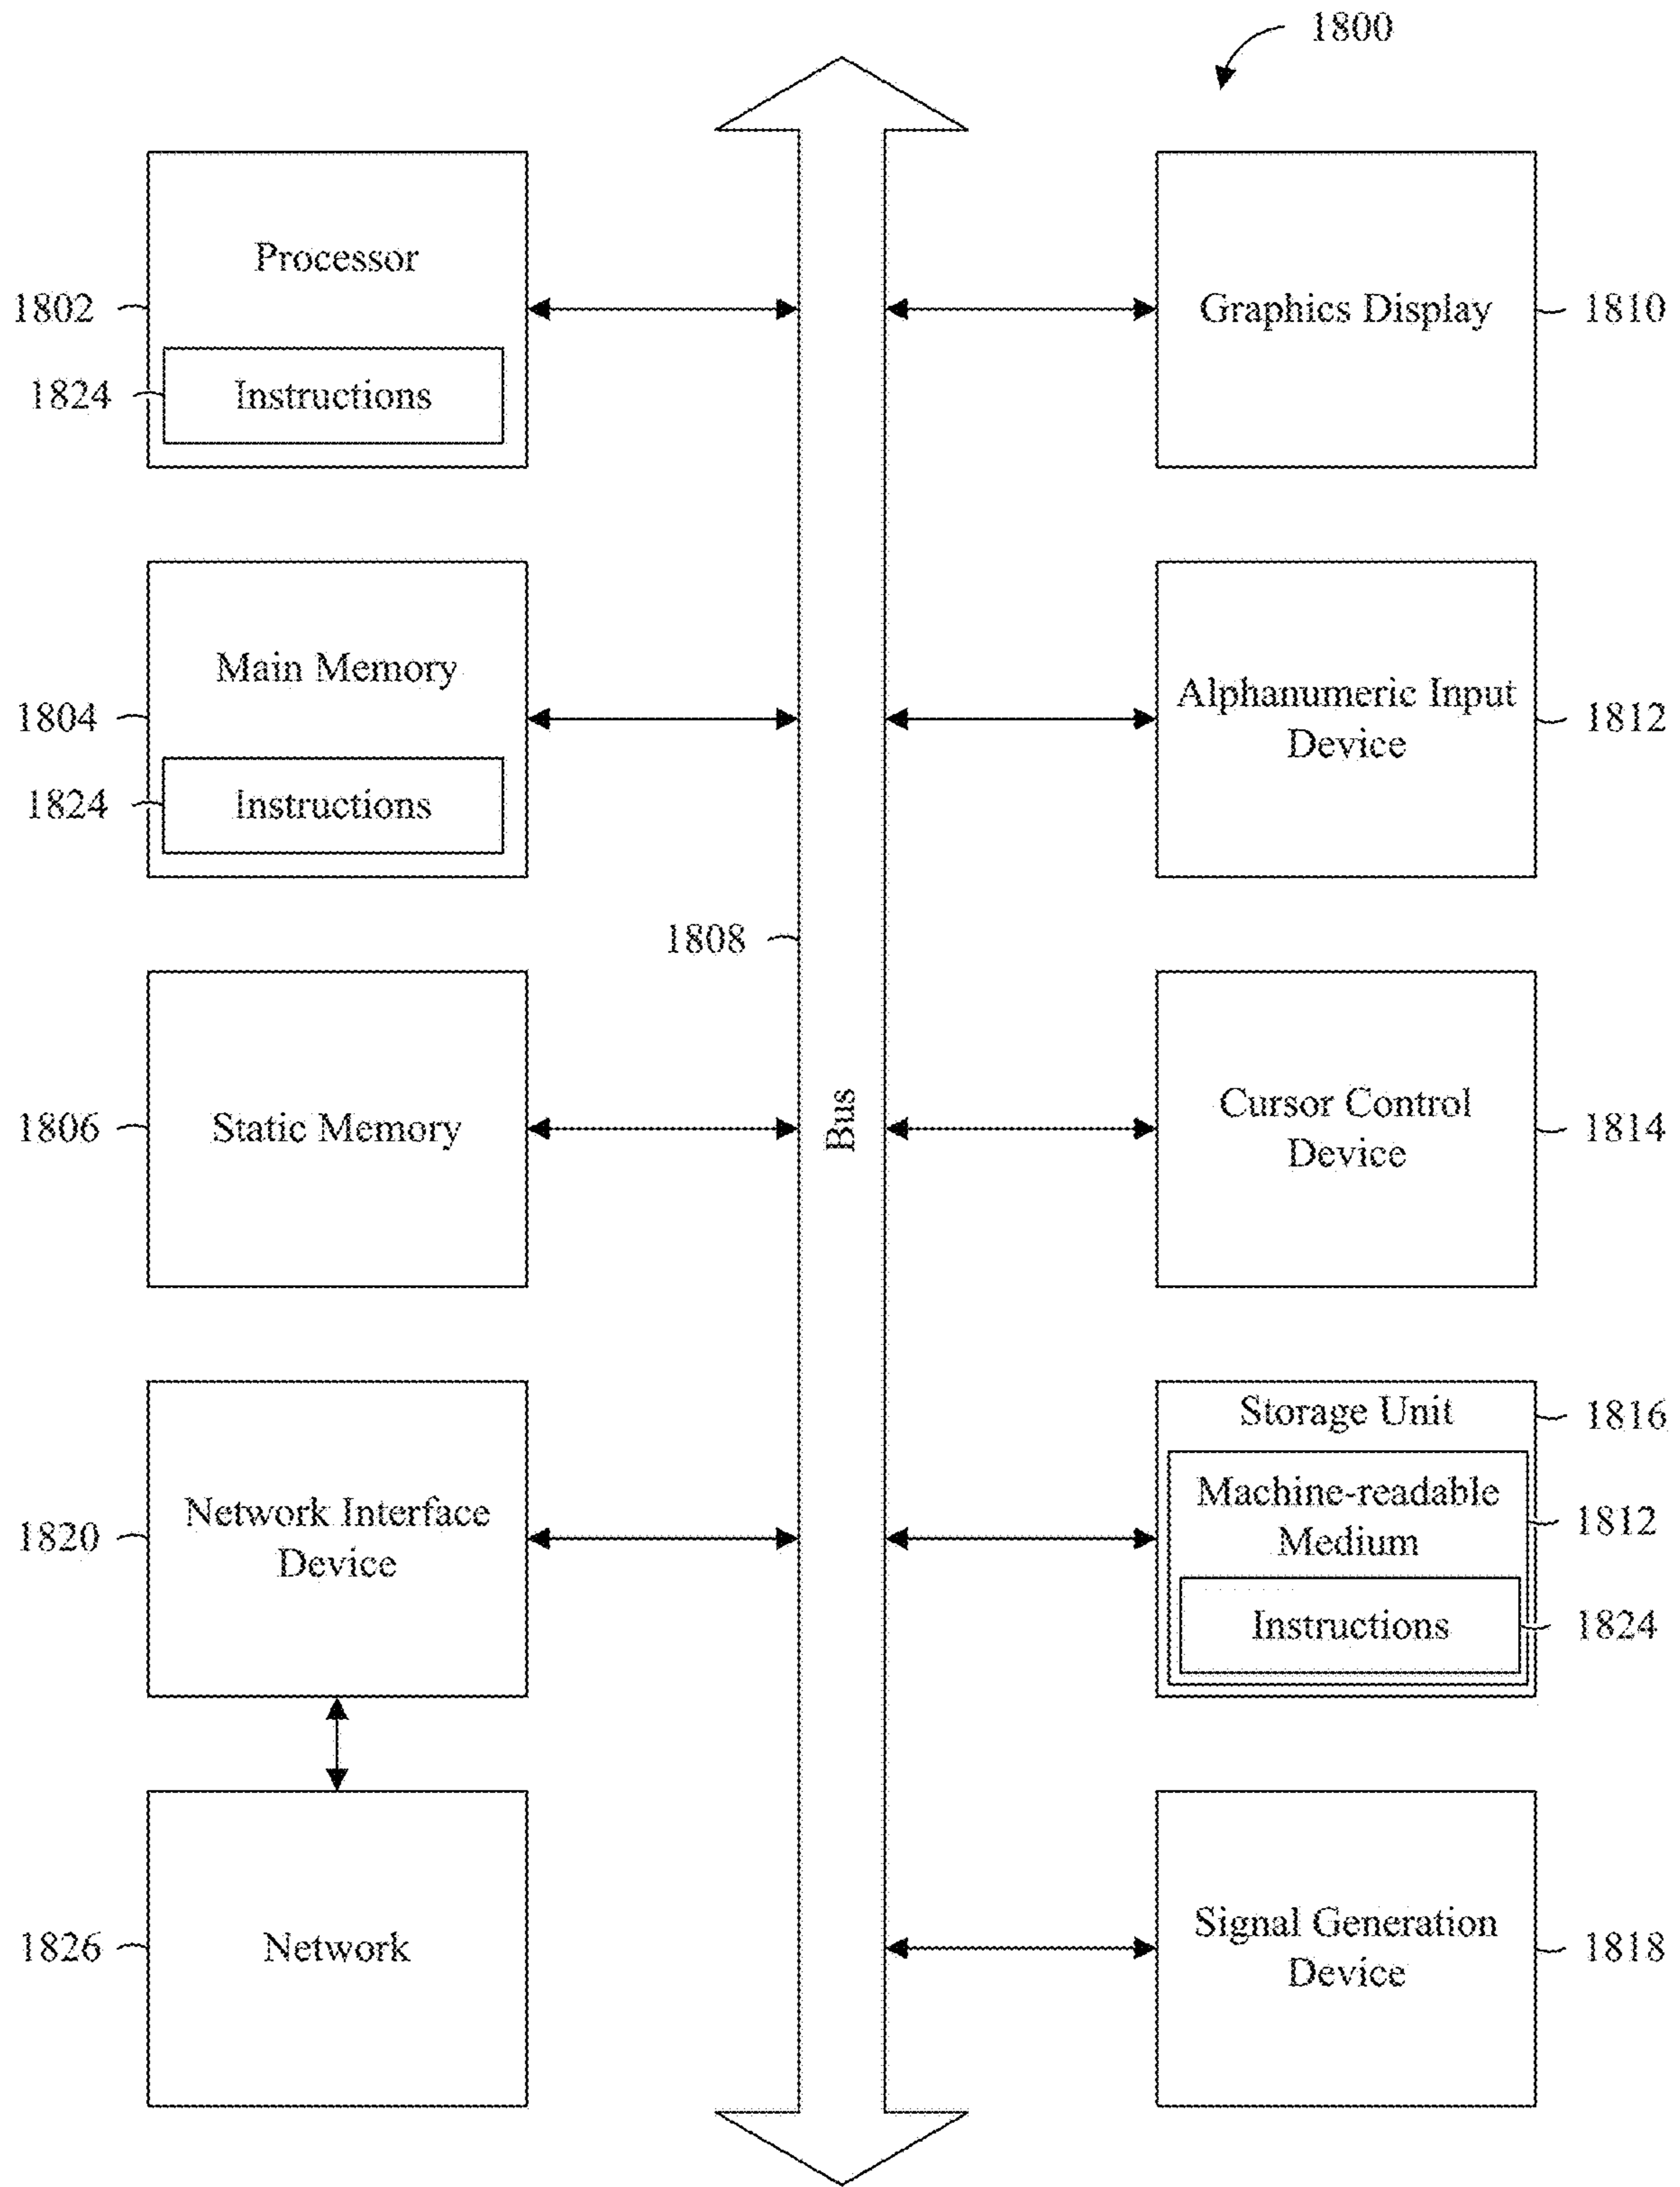 1800
Processor
1802
1824
Instructions
Main Memory
1804
1824
Instructions
1808
Static Memory
1806
Bus
Network Interface
Device
1820
Network
1826
Graphics Display
1810
Alphanumeric Input
Device
1812
Cursor Control
Device
1814
Storage Unit
1816
Machine-readable
Medium
1812
Instructions
1824
Signal Generation
Device
1818